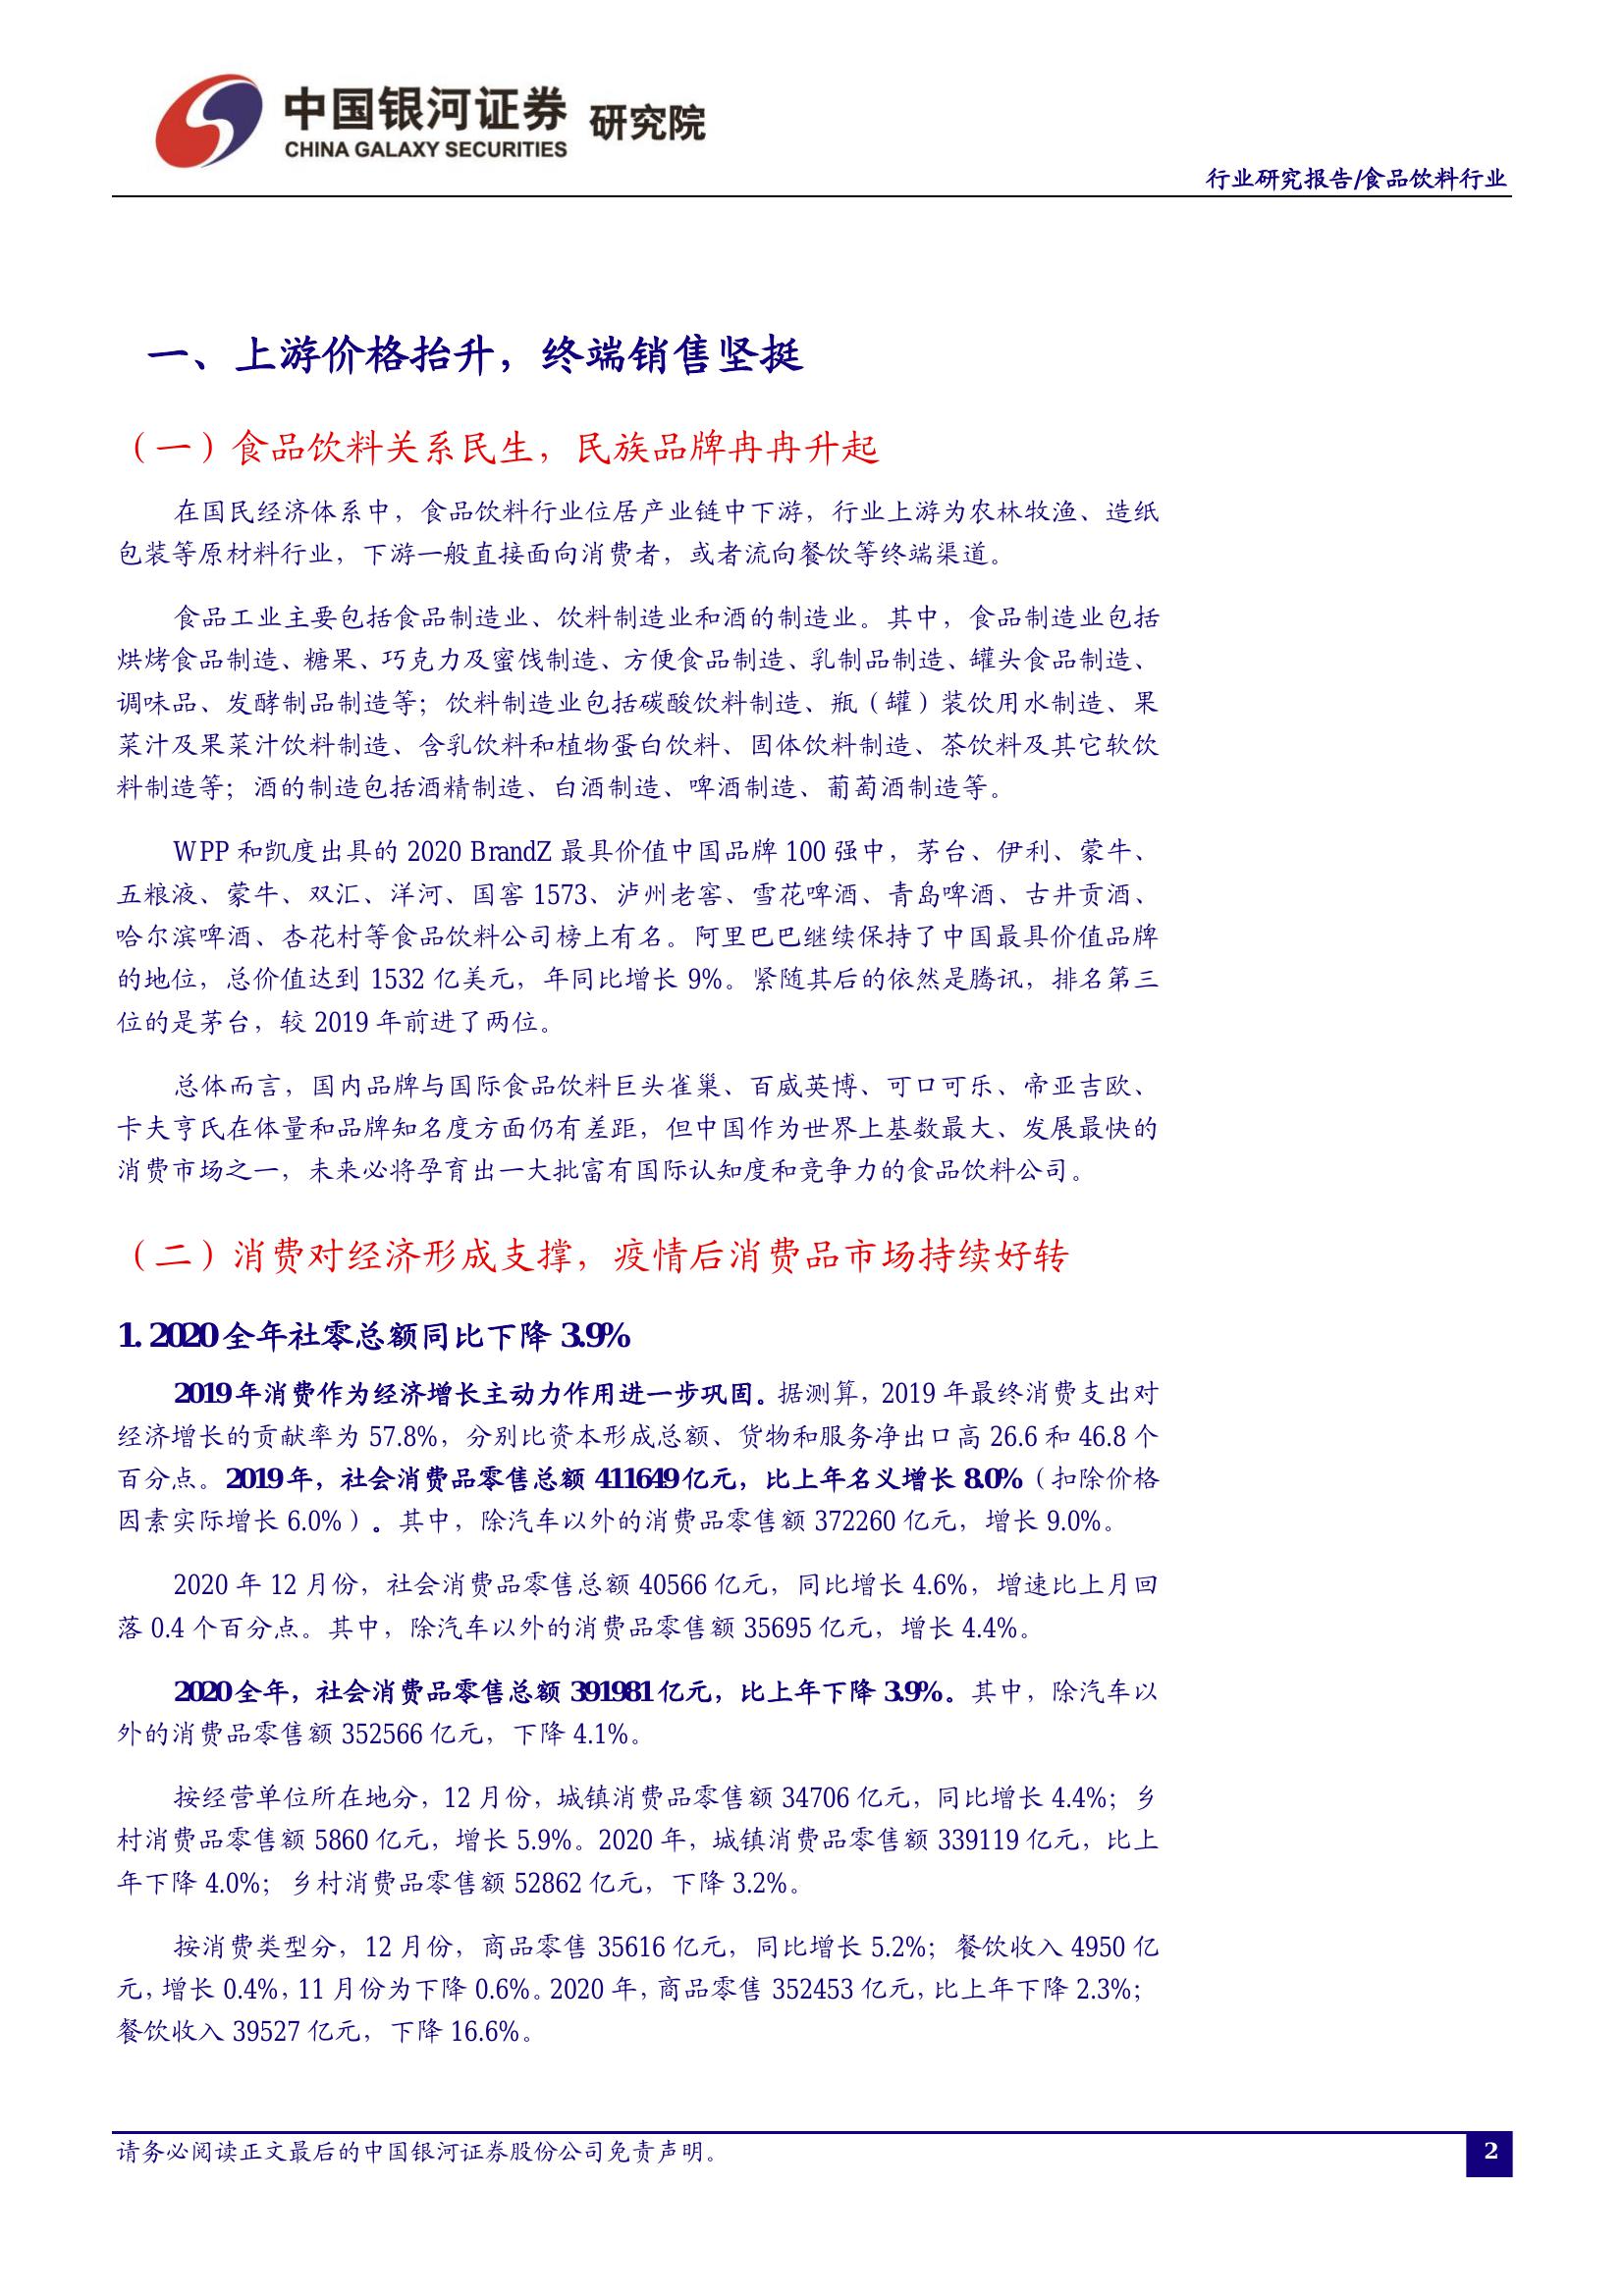 中国银河证券 研究院
CHINA GALAXY SECURITIES
行业研究报告/食品饮料行业
一、上游价格抬升，终端销售坚挺
（一）食品饮料关系民生，民族品牌冉冉升起
在国民经济体系中，食品饮料行业位居产业链中下游，行业上游为农林牧渔、造纸
包装等原材料行业，下游一般直接面向消费者，或者流向餐饮等终端渠道。
食品工业主要包括食品制造业、饮料制造业和酒的制造业。其中，食品制造业包括
烘烤食品制造、糖果、巧克力及蜜饯制造、方便食品制造、乳制品制造、罐头食品制造、
调味品、发酵制品制造等；饮料制造业包括碳酸饮料制造、瓶（罐）装饮用水制造、果
菜汁及果菜汁饮料制造、含乳饮料和植物蛋白饮料、固体饮料制造、茶饮料及其它软饮
料制造等；酒的制造包括酒精制造、白酒制造、啤酒制造、葡萄酒制造等。
WPP 和凯度出具的 2020 BrandZ 最具价值中国品牌 100 强中，茅台、伊利、蒙牛、
五粮液、蒙牛、双汇、洋河、国窖 1573、泸州老窖、雪花啤酒、青岛啤酒、古井贡酒、
哈尔滨啤酒、杏花村等食品饮料公司榜上有名。阿里巴巴继续保持了中国最具价值品牌
的地位，总价值达到 1532 亿美元，年同比增长 9%。紧随其后的依然是腾讯，排名第三
位的是茅台，较 2019 年前进了两位。
总体而言，国内品牌与国际食品饮料巨头雀巢、百威英博、可口可乐、帝亚吉欧、
卡夫亨氏在体量和品牌知名度方面仍有差距，但中国作为世界上基数最大、发展最快的
消费市场之一，未来必将孕育出一大批富有国际认知度和竞争力的食品饮料公司。
（二）消费对经济形成支撑，疫情后消费品市场持续好转
1. 2020 全年社零总额同比下降 3.9%
2019 年消费作为经济增长主动力作用进一步巩固。据测算，2019 年最终消费支出对
经济增长的贡献率为 57.8%，分别比资本形成总额、货物和服务净出口高 26.6 和 46.8 个
百分点。2019 年，社会消费品零售总额 411649 亿元，比上年名义增长 8.0%（扣除价格
因素实际增长 6.0%）。其中，除汽车以外的消费品零售额 372260 亿元，增长 9.0%。
2020 年 12 月份，社会消费品零售总额 40566 亿元，同比增长 4.6%，增速比上月回
落 0.4 个百分点。其中，除汽车以外的消费品零售额 35695 亿元，增长 4.4%。
2020 全年，社会消费品零售总额 391981 亿元，比上年下降 3.9%。其中，除汽车以
外的消费品零售额 352566 亿元，下降 4.1%。
按经营单位所在地分，12 月份，城镇消费品零售额 34706 亿元，同比增长 4.4%；乡
村消费品零售额 5860 亿元，增长 5.9%。2020 年，城镇消费品零售额 339119 亿元，比上
年下降 4.0%；乡村消费品零售额 52862 亿元，下降 3.2%。
按消费类型分，12 月份，商品零售 35616 亿元，同比增长 5.2%；餐饮收入 4950 亿
元，增长 0.4%，11 月份为下降 0.6%。2020 年，商品零售 352453 亿元，比上年下降 2.3%；
餐饮收入 39527 亿元，下降 16.6%。
请务必阅读正文最后的中国银河证券股份公司免责声明。
2